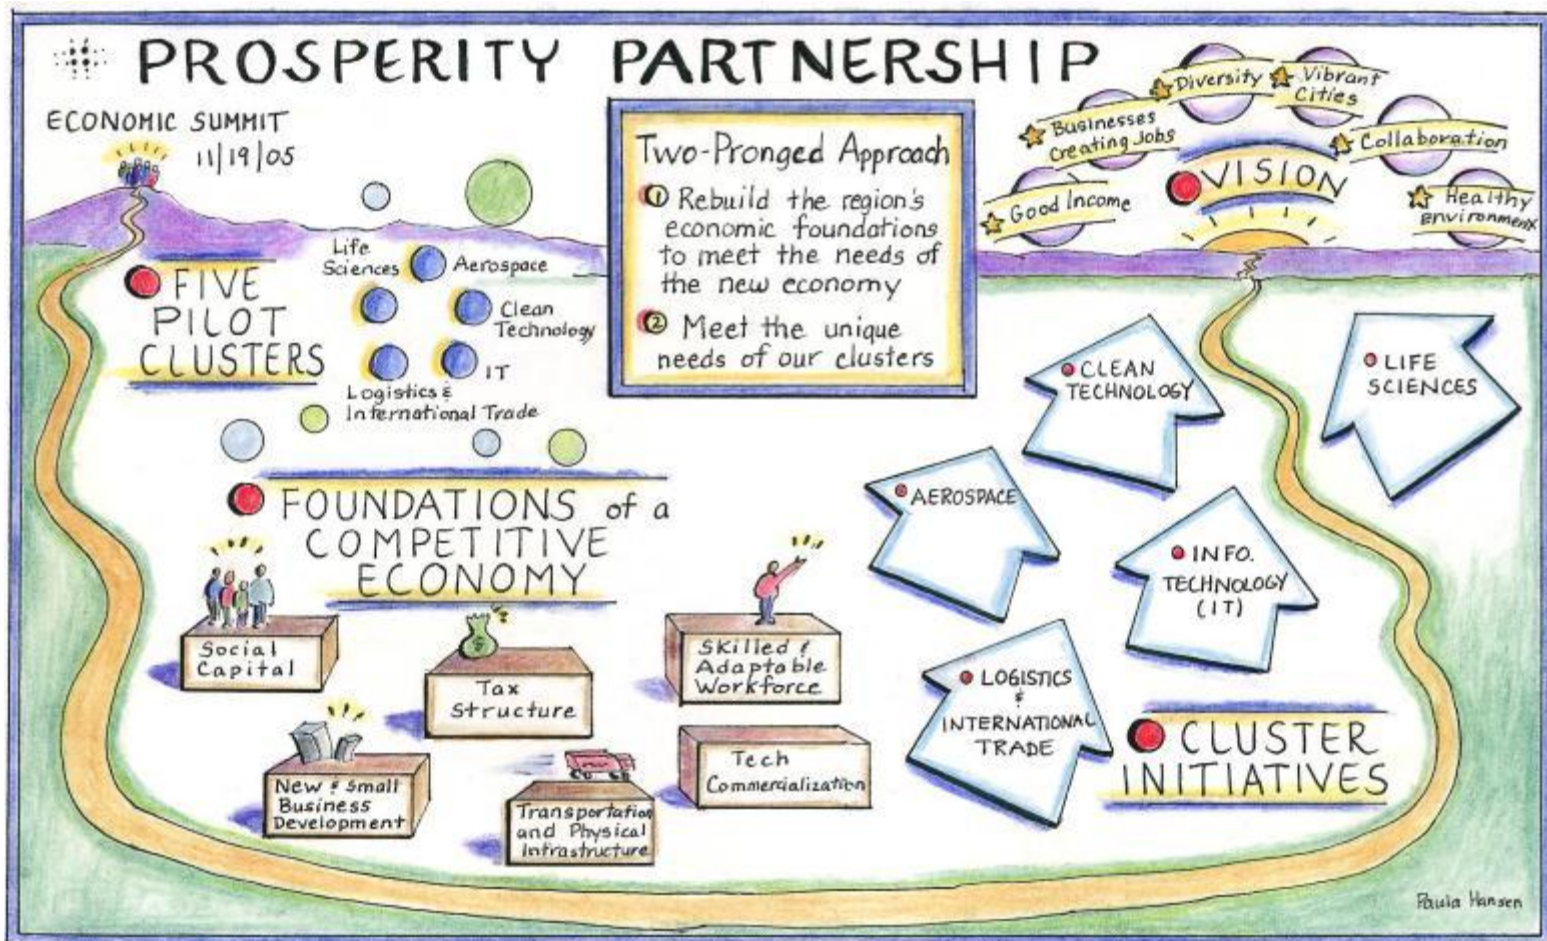 PROSPERITY PARTNERSHIP
ECONOMIC SUMMIT
11/19/05
Two-Pronged Approach
1 Rebuild the region's
economic foundations
to meet the needs of
the new economy
2 Meet the unique
needs of our clusters
VISION
Good Income
Businesses
Creating Jobs
Diversity
Vibrant
Cities
Collaboration
Healthy
Environment
FIVE
PILOT
CLUSTERS
Life
Sciences
Aerospace
Clean
Technology
IT
Logistics &
International Trade
FOUNDATIONS of a
COMPETITIVE
ECONOMY
Social
Capital
Tax
Structure
Skilled &
Adaptable
Workforce
New & Small
Business
Development
Transportation
and Physical
Infrastructure
Tech
Commercialization
CLEAN
TECHNOLOGY
LIFE
SCIENCES
AEROSPACE
INFO.
TECHNOLOGY
(IT)
LOGISTICS
&
INTERNATIONAL
TRADE
CLUSTER
INITIATIVES
Paula Hansen